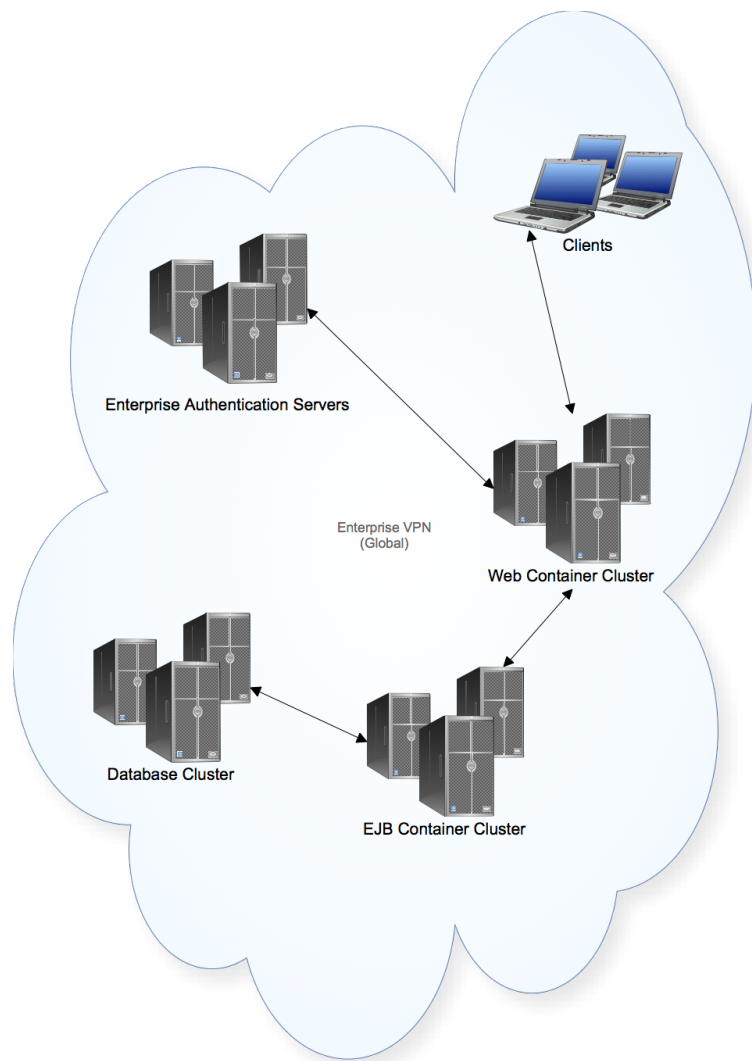 Clients
Enterprise Authentication Servers
Enterprise VPN
(Global)
Web Container Cluster
Database Cluster
EJB Container Cluster